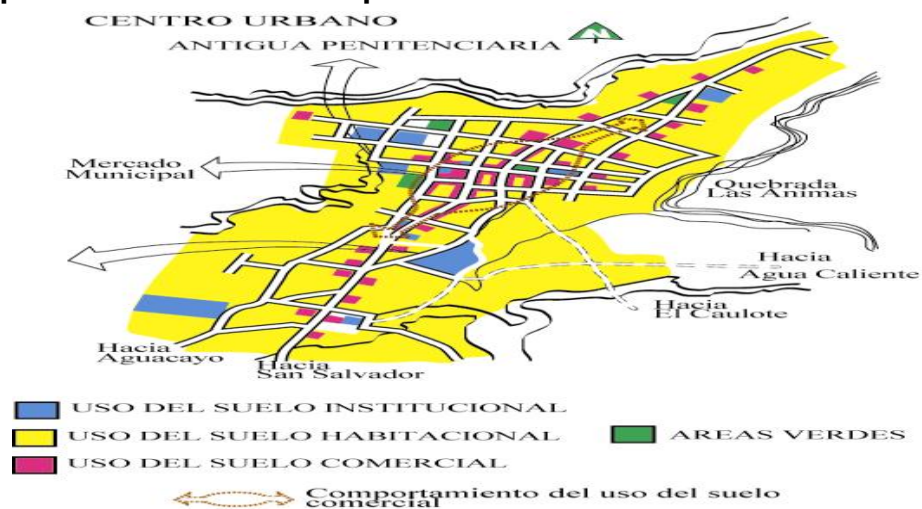 CENTRO URBANO
ANTIGUA PENITENCIARIA
Mercado
Municipal
Quebrada
Las Animas
Hacia
Agua Caliente
Hacia
El Caulote
Hacia
Aguacayo
Hacia
San Salvador
USO DEL SUELO INSTITUCIONAL
USO DEL SUELO HABITACIONAL
AREAS VERDES
USO DEL SUELO COMERCIAL
Comportamiento del uso del suelo
comercial